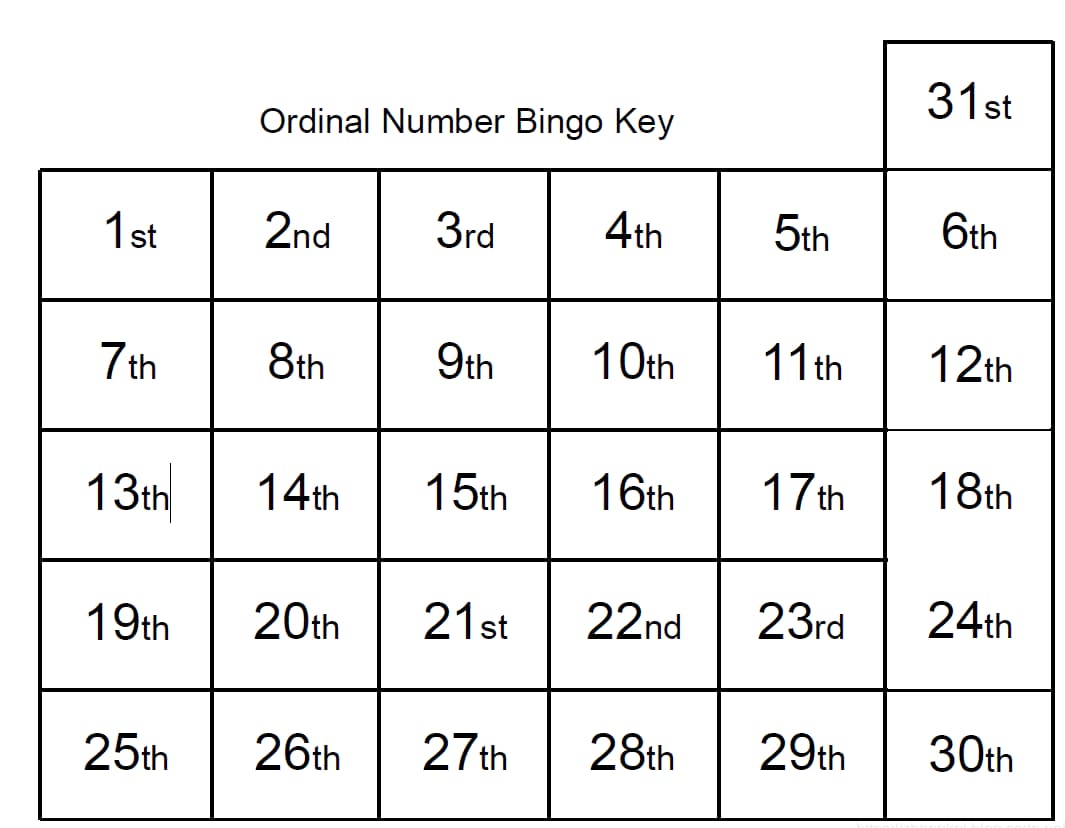 31st
Ordinal Number Bingo Key
1st 2nd 3rd 4th 5th 6th
7th 8th 9th 10th 11th 12th
13th 14th 15th 16th 17th 18th
19th 20th 21st 22nd 23rd 24th
25th 26th 27th 28th 29th 30th